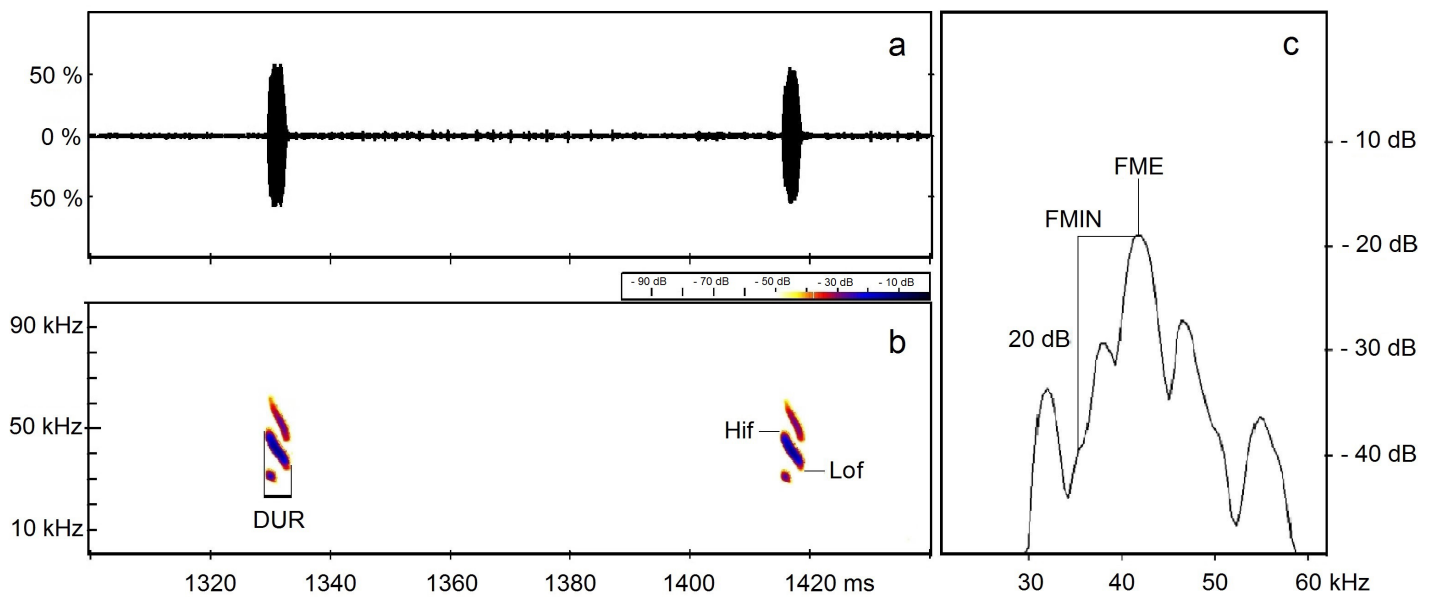 a
50 %
0 %
50 %
- 90 dB - 70 dB - 50 dB - 30 dB - 10 dB
b
90 kHz
50 kHz
10 kHz
DUR
Hif
Lof
1320 1340 1360 1380 1400 1420 ms
c
FME
FMIN
20 dB
- 10 dB
- 20 dB
- 30 dB
- 40 dB
30 40 50 60 kHz